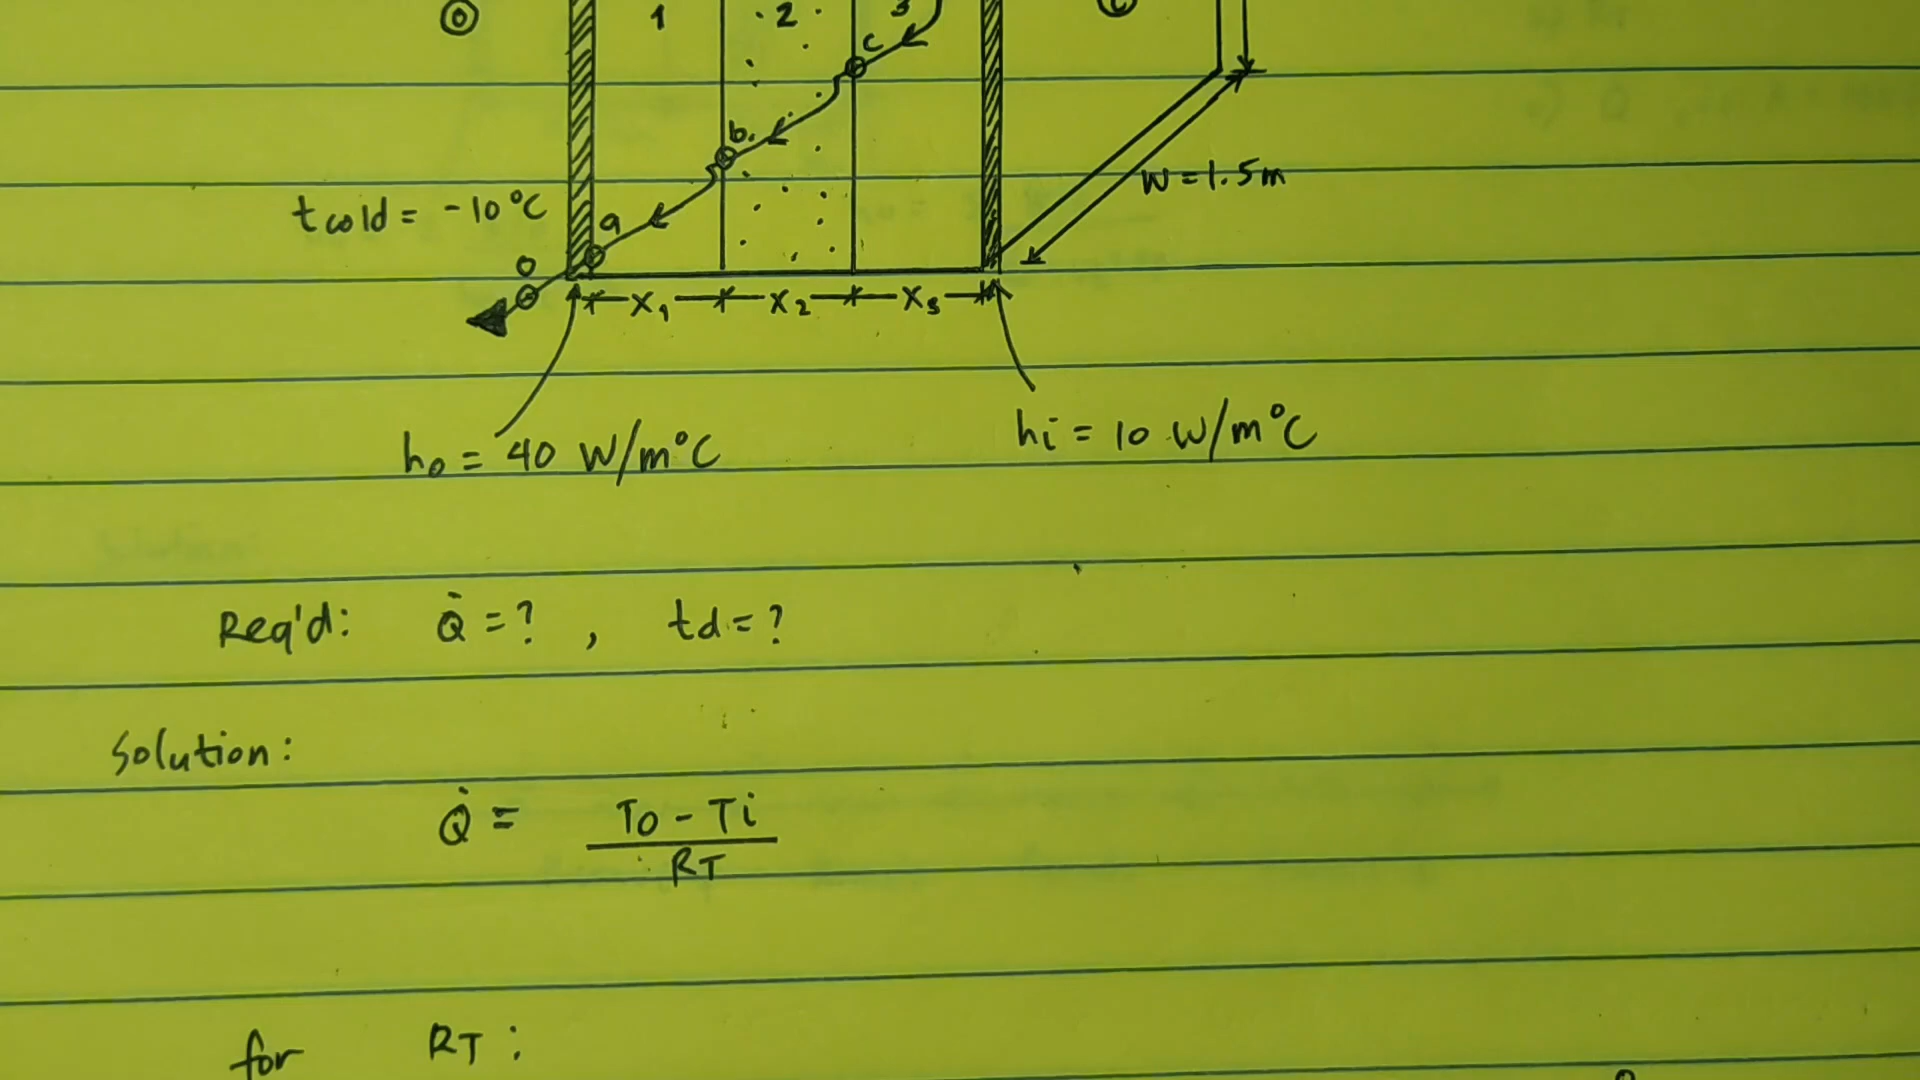 O 1 2 3 i
c
b
w = 1.5m
tcold = -10°C
a
o
x1 x2 x3
ho = 40 W/m°C
hi = 10 W/m°C
Req'd: Q̇ = ? , td = ?
Solution:
Q̇ = To - Ti
RT
for RT :